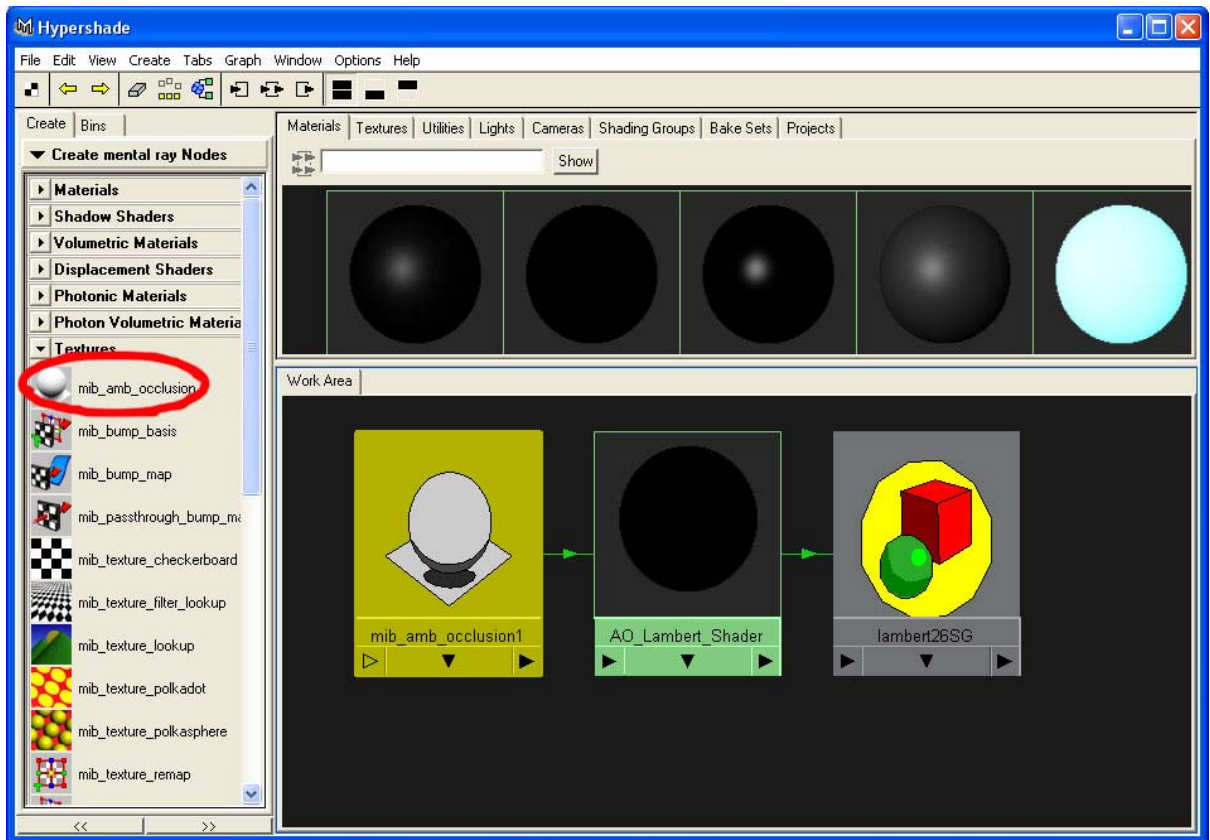 Hypershade
File Edit View Create Tabs Graph Window Options Help
Create Bins
Create mental ray Nodes
Materials
Shadow Shaders
Volumetric Materials
Displacement Shaders
Photonic Materials
Photon Volumetric Materia
Textures
mib_amb_occlusion
mib_bump_basis
mib_bump_map
mib_passthrough_bump_ma
mib_texture_checkerboard
mib_texture_filter_lookup
mib_texture_lookup
mib_texture_polkadot
mib_texture_polkasphere
mib_texture_remap
<< >>
Materials Textures Utilities Lights Cameras Shading Groups Bake Sets Projects
Show
Work Area
mib_amb_occlusion1 AO_Lambert_Shader lambert26SG